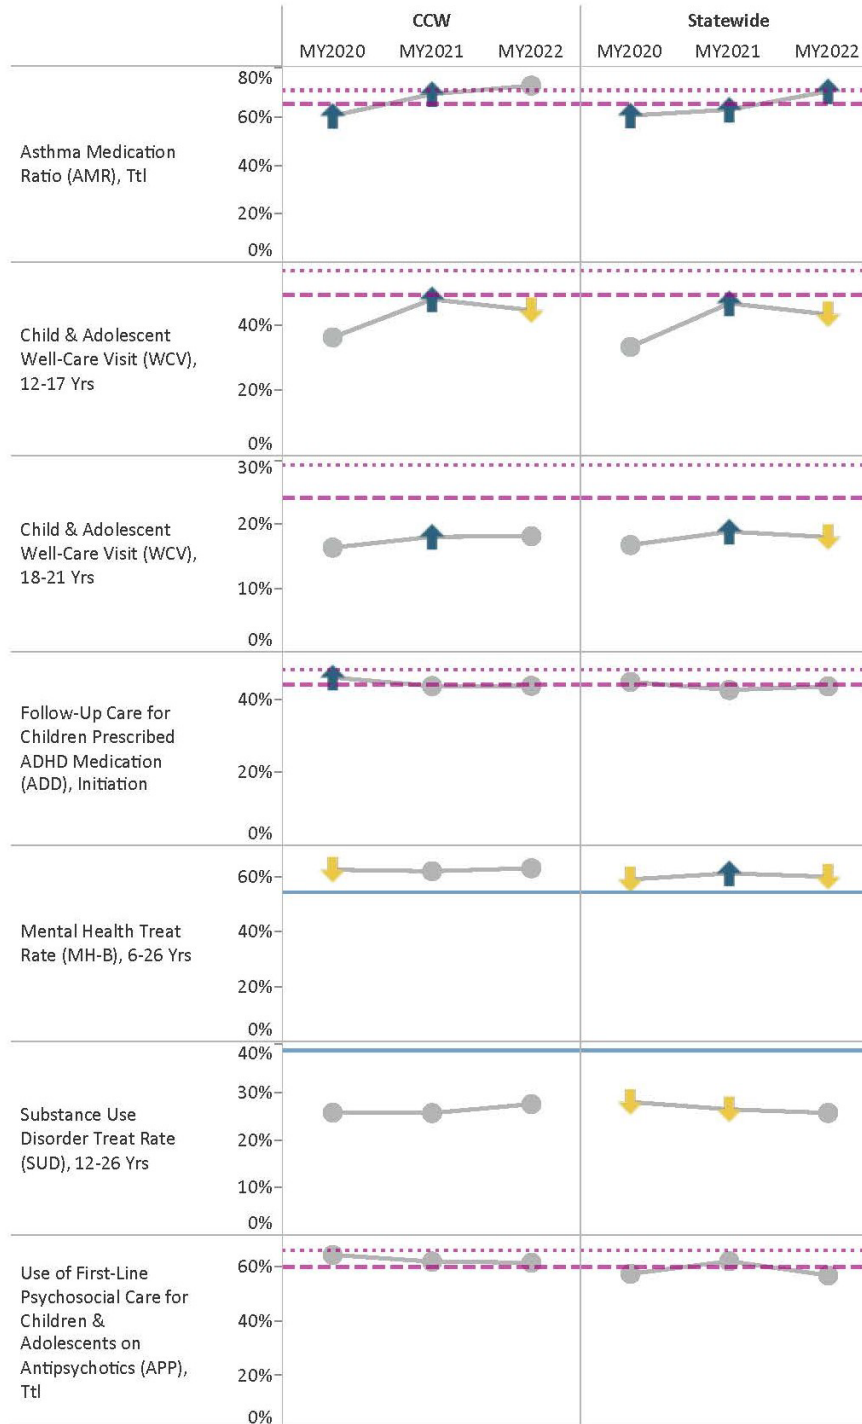 CCW Statewide
MY2020 MY2021 MY2022 MY2020 MY2021 MY2022
80%
60%
Asthma Medication
Ratio (AMR), Ttl
40%
20%
0%
Child & Adolescent
Well-Care Visit (WCV),
12-17 Yrs
40%
20%
0%
30%
Child & Adolescent
Well-Care Visit (WCV),
18-21 Yrs
20%
10%
0%
40%
Follow-Up Care for
Children Prescribed
ADHD Medication
(ADD), Initiation
20%
0%
60%
Mental Health Treat
Rate (MH-B), 6-26 Yrs
40%
20%
0%
40%
30%
Substance Use
Disorder Treat Rate
(SUD), 12-26 Yrs
20%
10%
0%
60%
Use of First-Line
Psychosocial Care for
Children &
Adolescents on
Antipsychotics (APP),
Ttl
40%
20%
0%